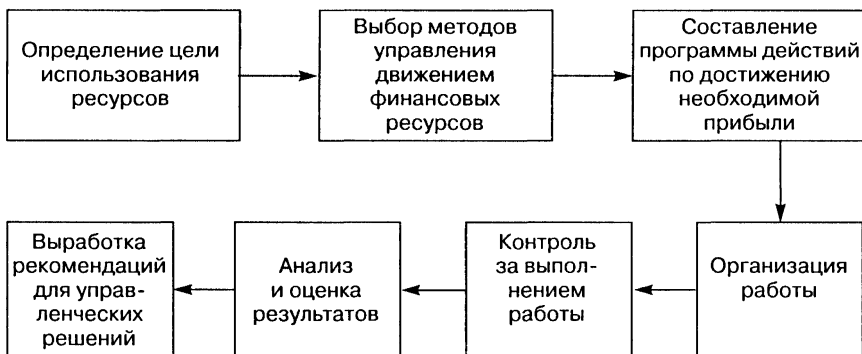 Определение цели
использования
ресурсов
Выбор методов
управления
движением
финансовых
ресурсов
Составление
программы действий
по достижению
необходимой
прибыли
Организация
работы
Контроль
за выпол-
нением
работы
Анализ
и оценка
результатов
Выработка
рекомендаций
для управ-
ленческих
решений